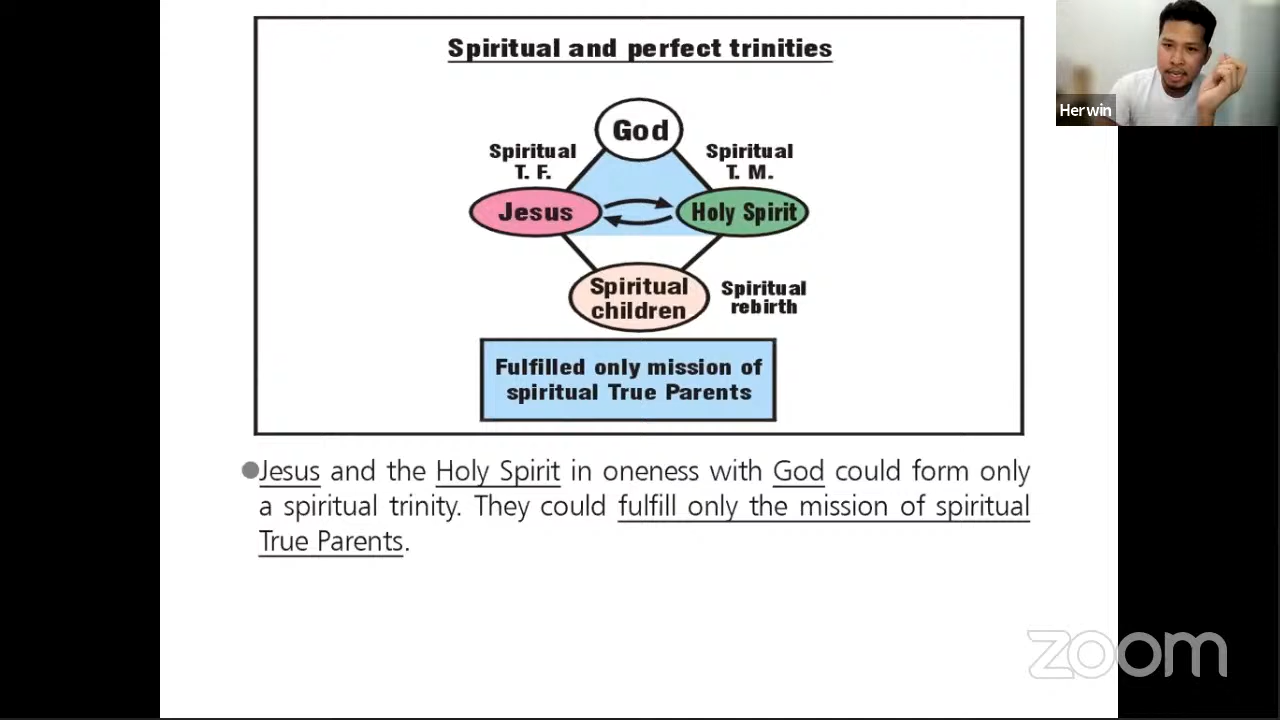 Spiritual and perfect trinities
God
Spiritual
T. F.
Spiritual
T. M.
Jesus
Holy Spirit
Spiritual
children
Spiritual
rebirth
Fulfilled only mission of
spiritual True Parents
Jesus and the Holy Spirit in oneness with God could form only
a spiritual trinity. They could fulfill only the mission of spiritual
True Parents.
Herwin
zoom